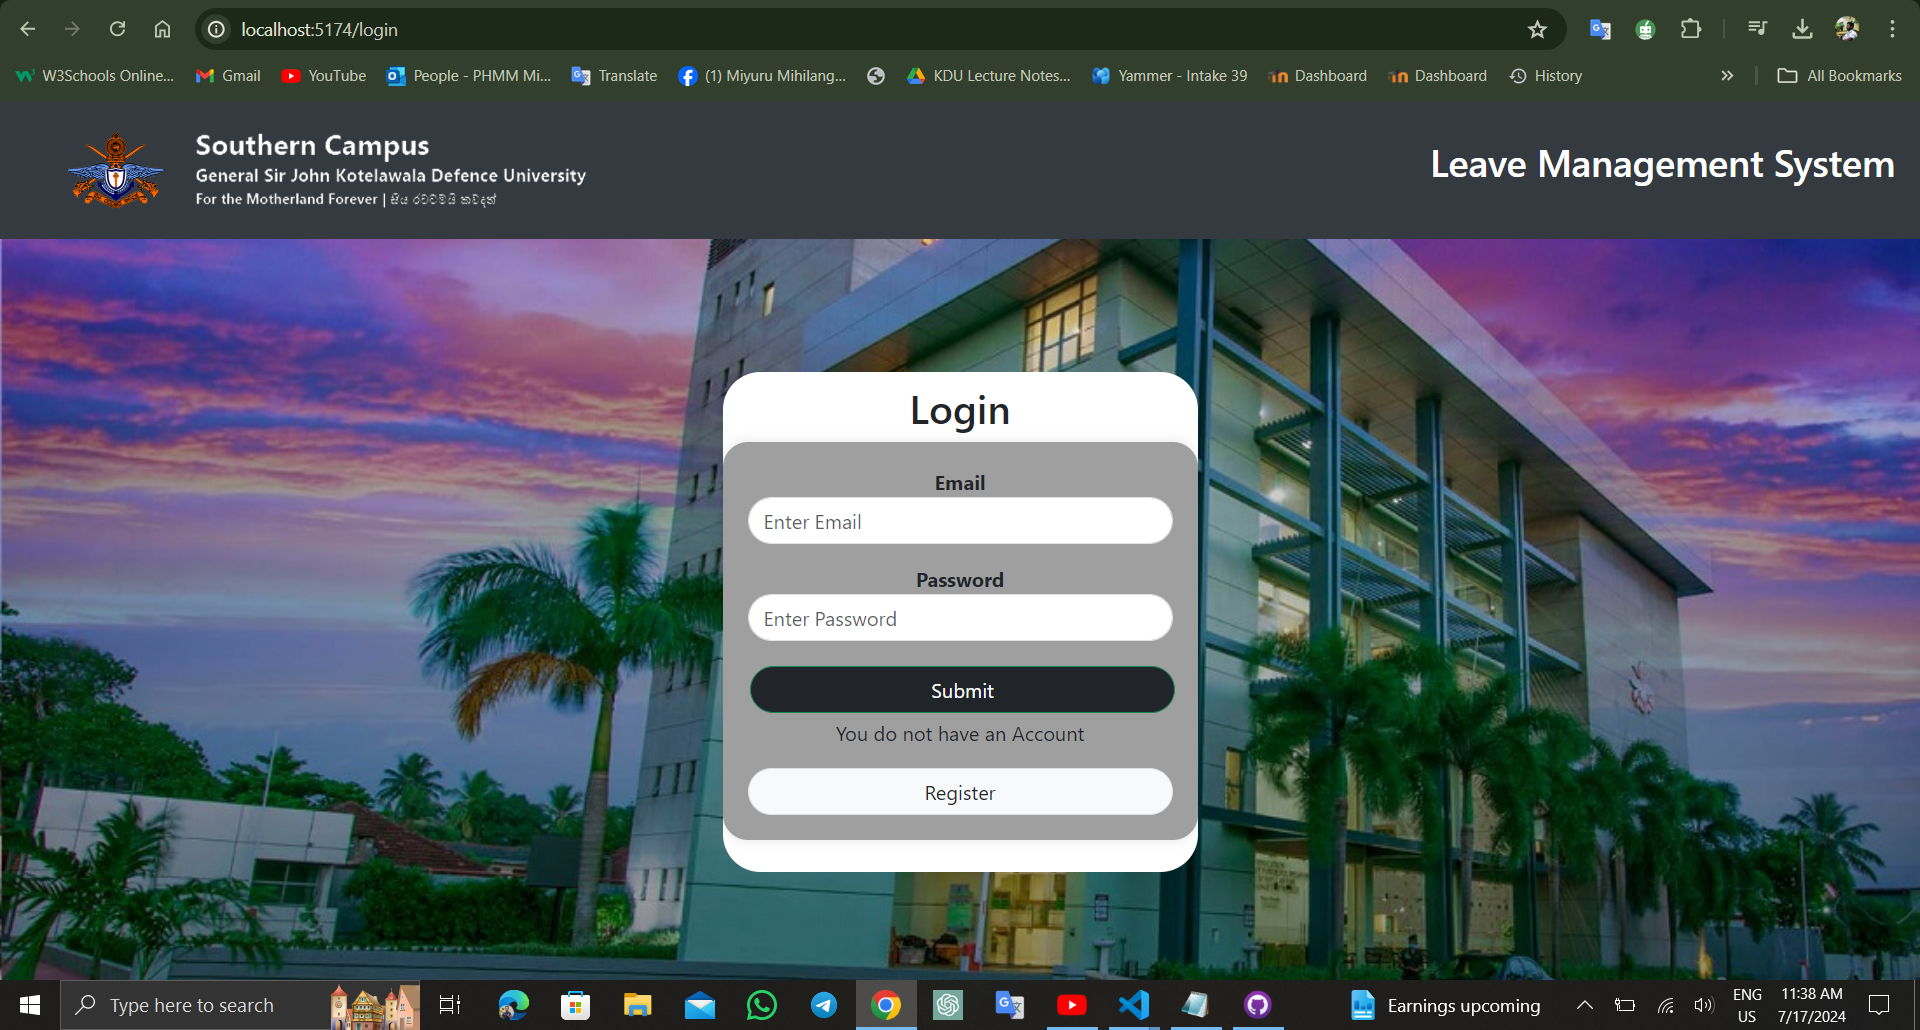 localhost:5174/login
W3Schools Online...
Gmail
YouTube
People - PHMM Mi...
Translate
(1) Miyuru Mihilang...
KDU Lecture Notes...
Yammer - Intake 39
Dashboard
Dashboard
History
All Bookmarks
Southern Campus
General Sir John Kotelawala Defence University
For the Motherland Forever |
Leave Management System
Login
Email
Enter Email
Password
Enter Password
Submit
You do not have an Account
Register
Type here to search
Earnings upcoming
ENG
US
11:38 AM
7/17/2024